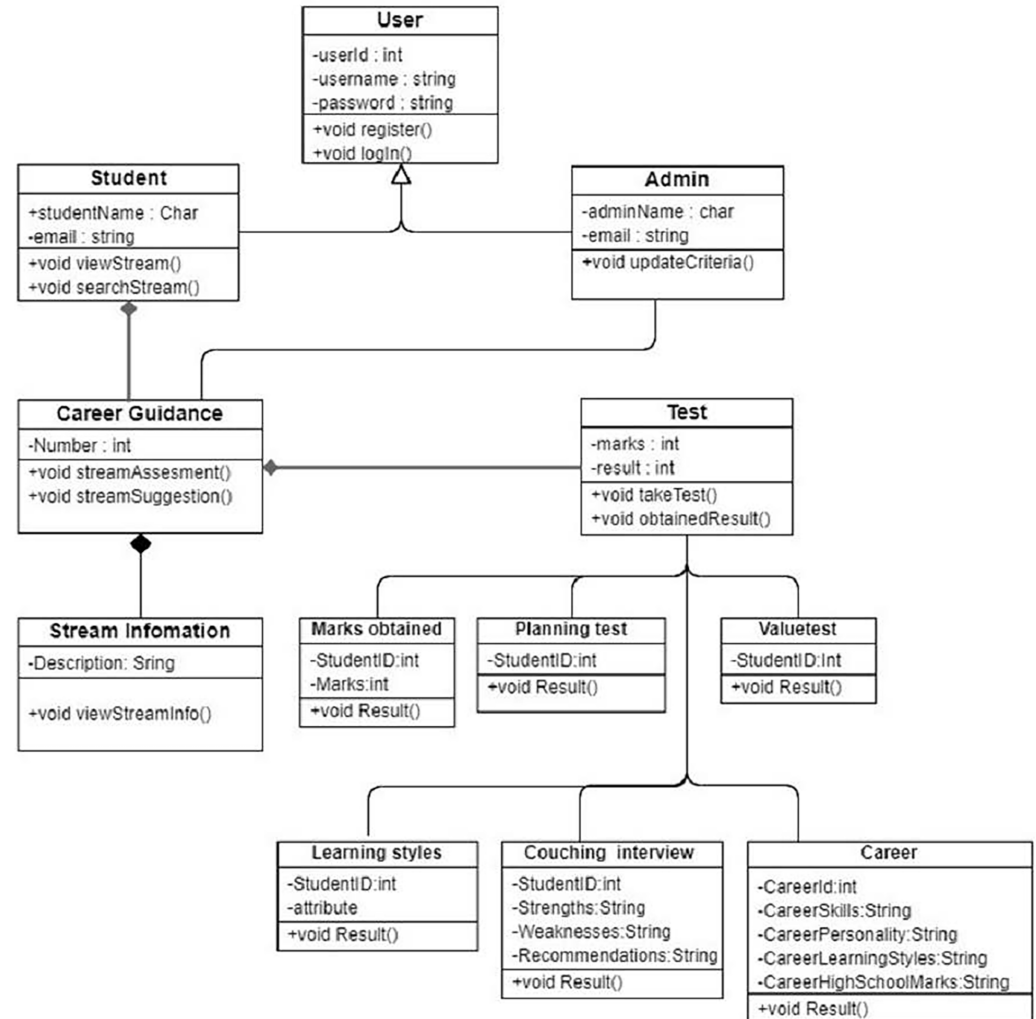 User
-userId : int
-username : string
-password : string
+void register()
+void logIn()
Student
+studentName : Char
-email : string
+void viewStream()
+void searchStream()
Admin
-adminName : char
-email : string
+void updateCriteria()
Career Guidance
-Number : int
+void streamAssesment()
+void streamSuggestion()
Test
-marks : int
-result : int
+void takeTest()
+void obtainedResult()
Stream Infomation
-Description: Sring
+void viewStreamInfo()
Marks obtained
-StudentID:int
-Marks:int
+void Result()
Planning test
-StudentID:int
+void Result()
Valuetest
-StudentID:Int
+void Result()
Learning styles
-StudentID:int
-attribute
+void Result()
Couching interview
-StudentID:int
-Strengths:String
-Weaknesses:String
-Recommendations:String
+void Result()
Career
-CareerId:int
-CareerSkills:String
-CareerPersonality:String
-CareerLearningStyles:String
-CareerHighSchoolMarks:String
+void Result()